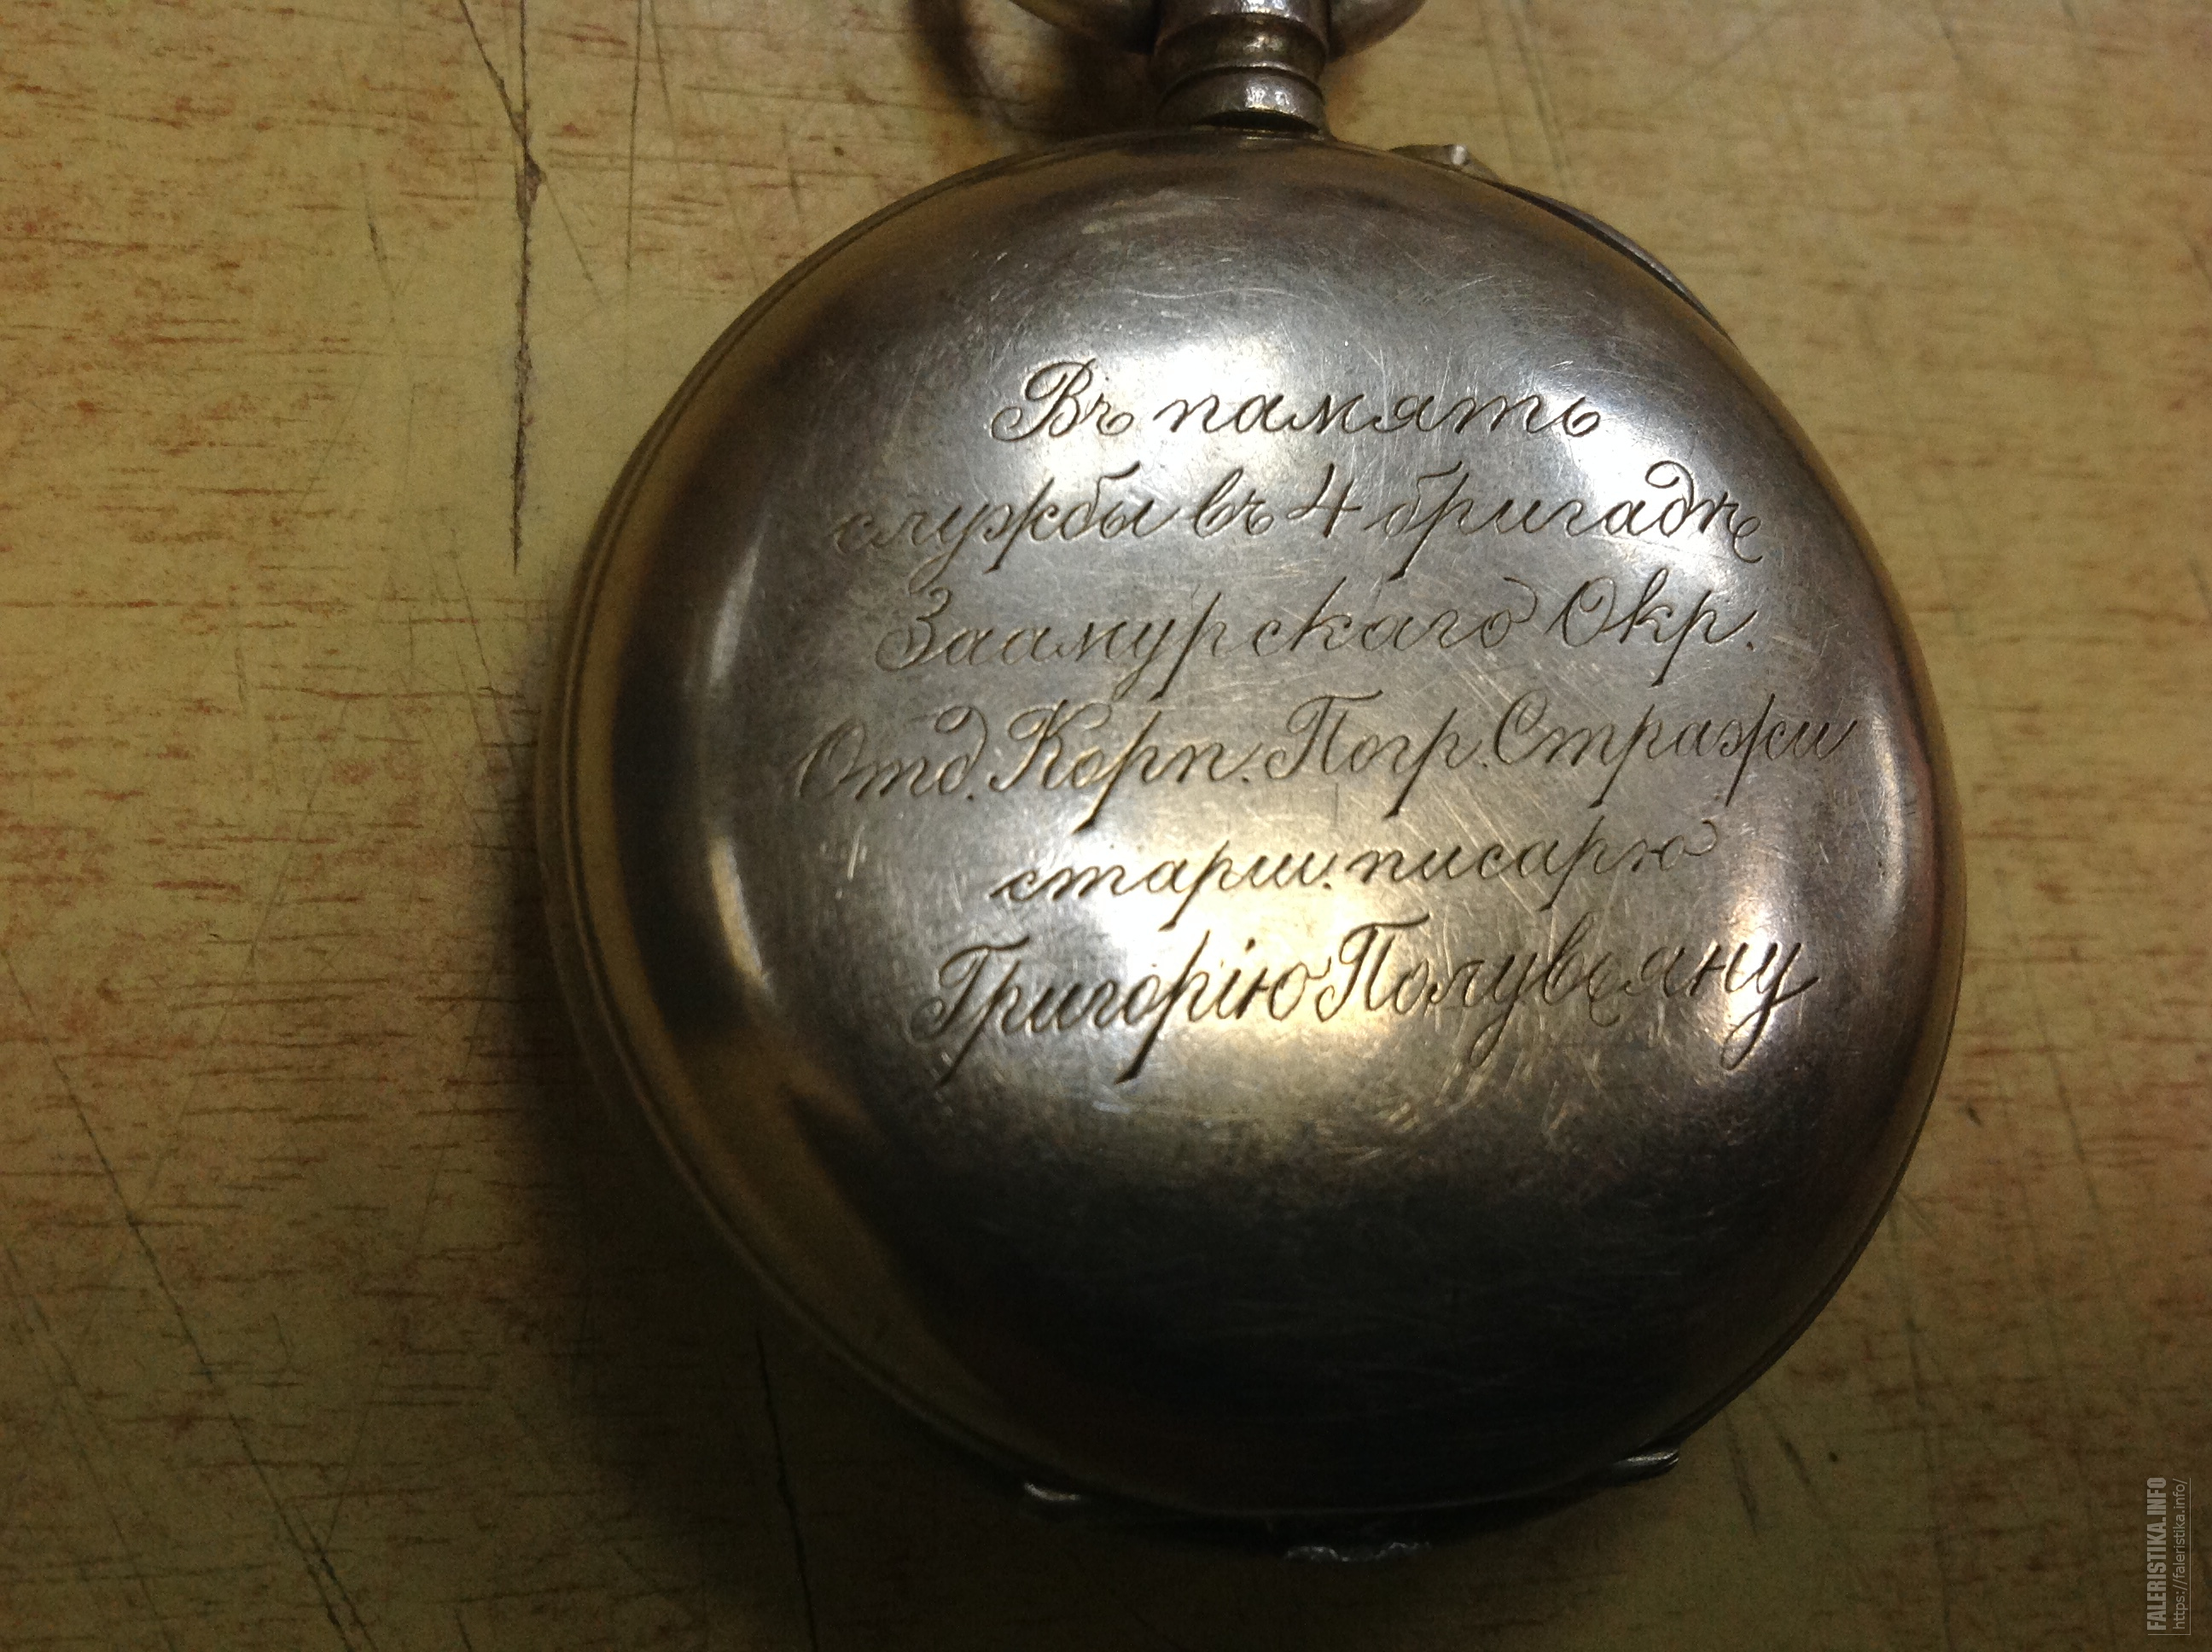 Въ память
службы въ 4 бригадѣ
Заамурскаго Окр.
Отд. Корп. Погр. Стражи
старш. писарю
Григорію Полувеяну
FALERISTIKA.INFO
https://faleristika.info/